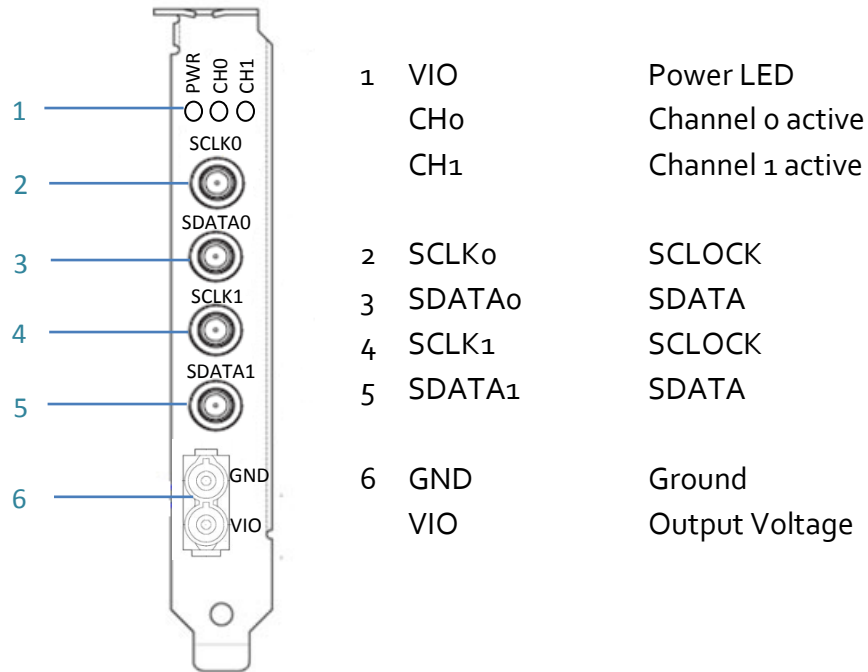 PWR CH0 CH1
1
SCLK0
2
SDATA0
3
SCLK1
4
SDATA1
5
GND
6
VIO
1 VIO Power LED
CH0 Channel 0 active
CH1 Channel 1 active
2 SCLK0 SCLOCK
3 SDATA0 SDATA
4 SCLK1 SCLOCK
5 SDATA1 SDATA
6 GND Ground
VIO Output Voltage